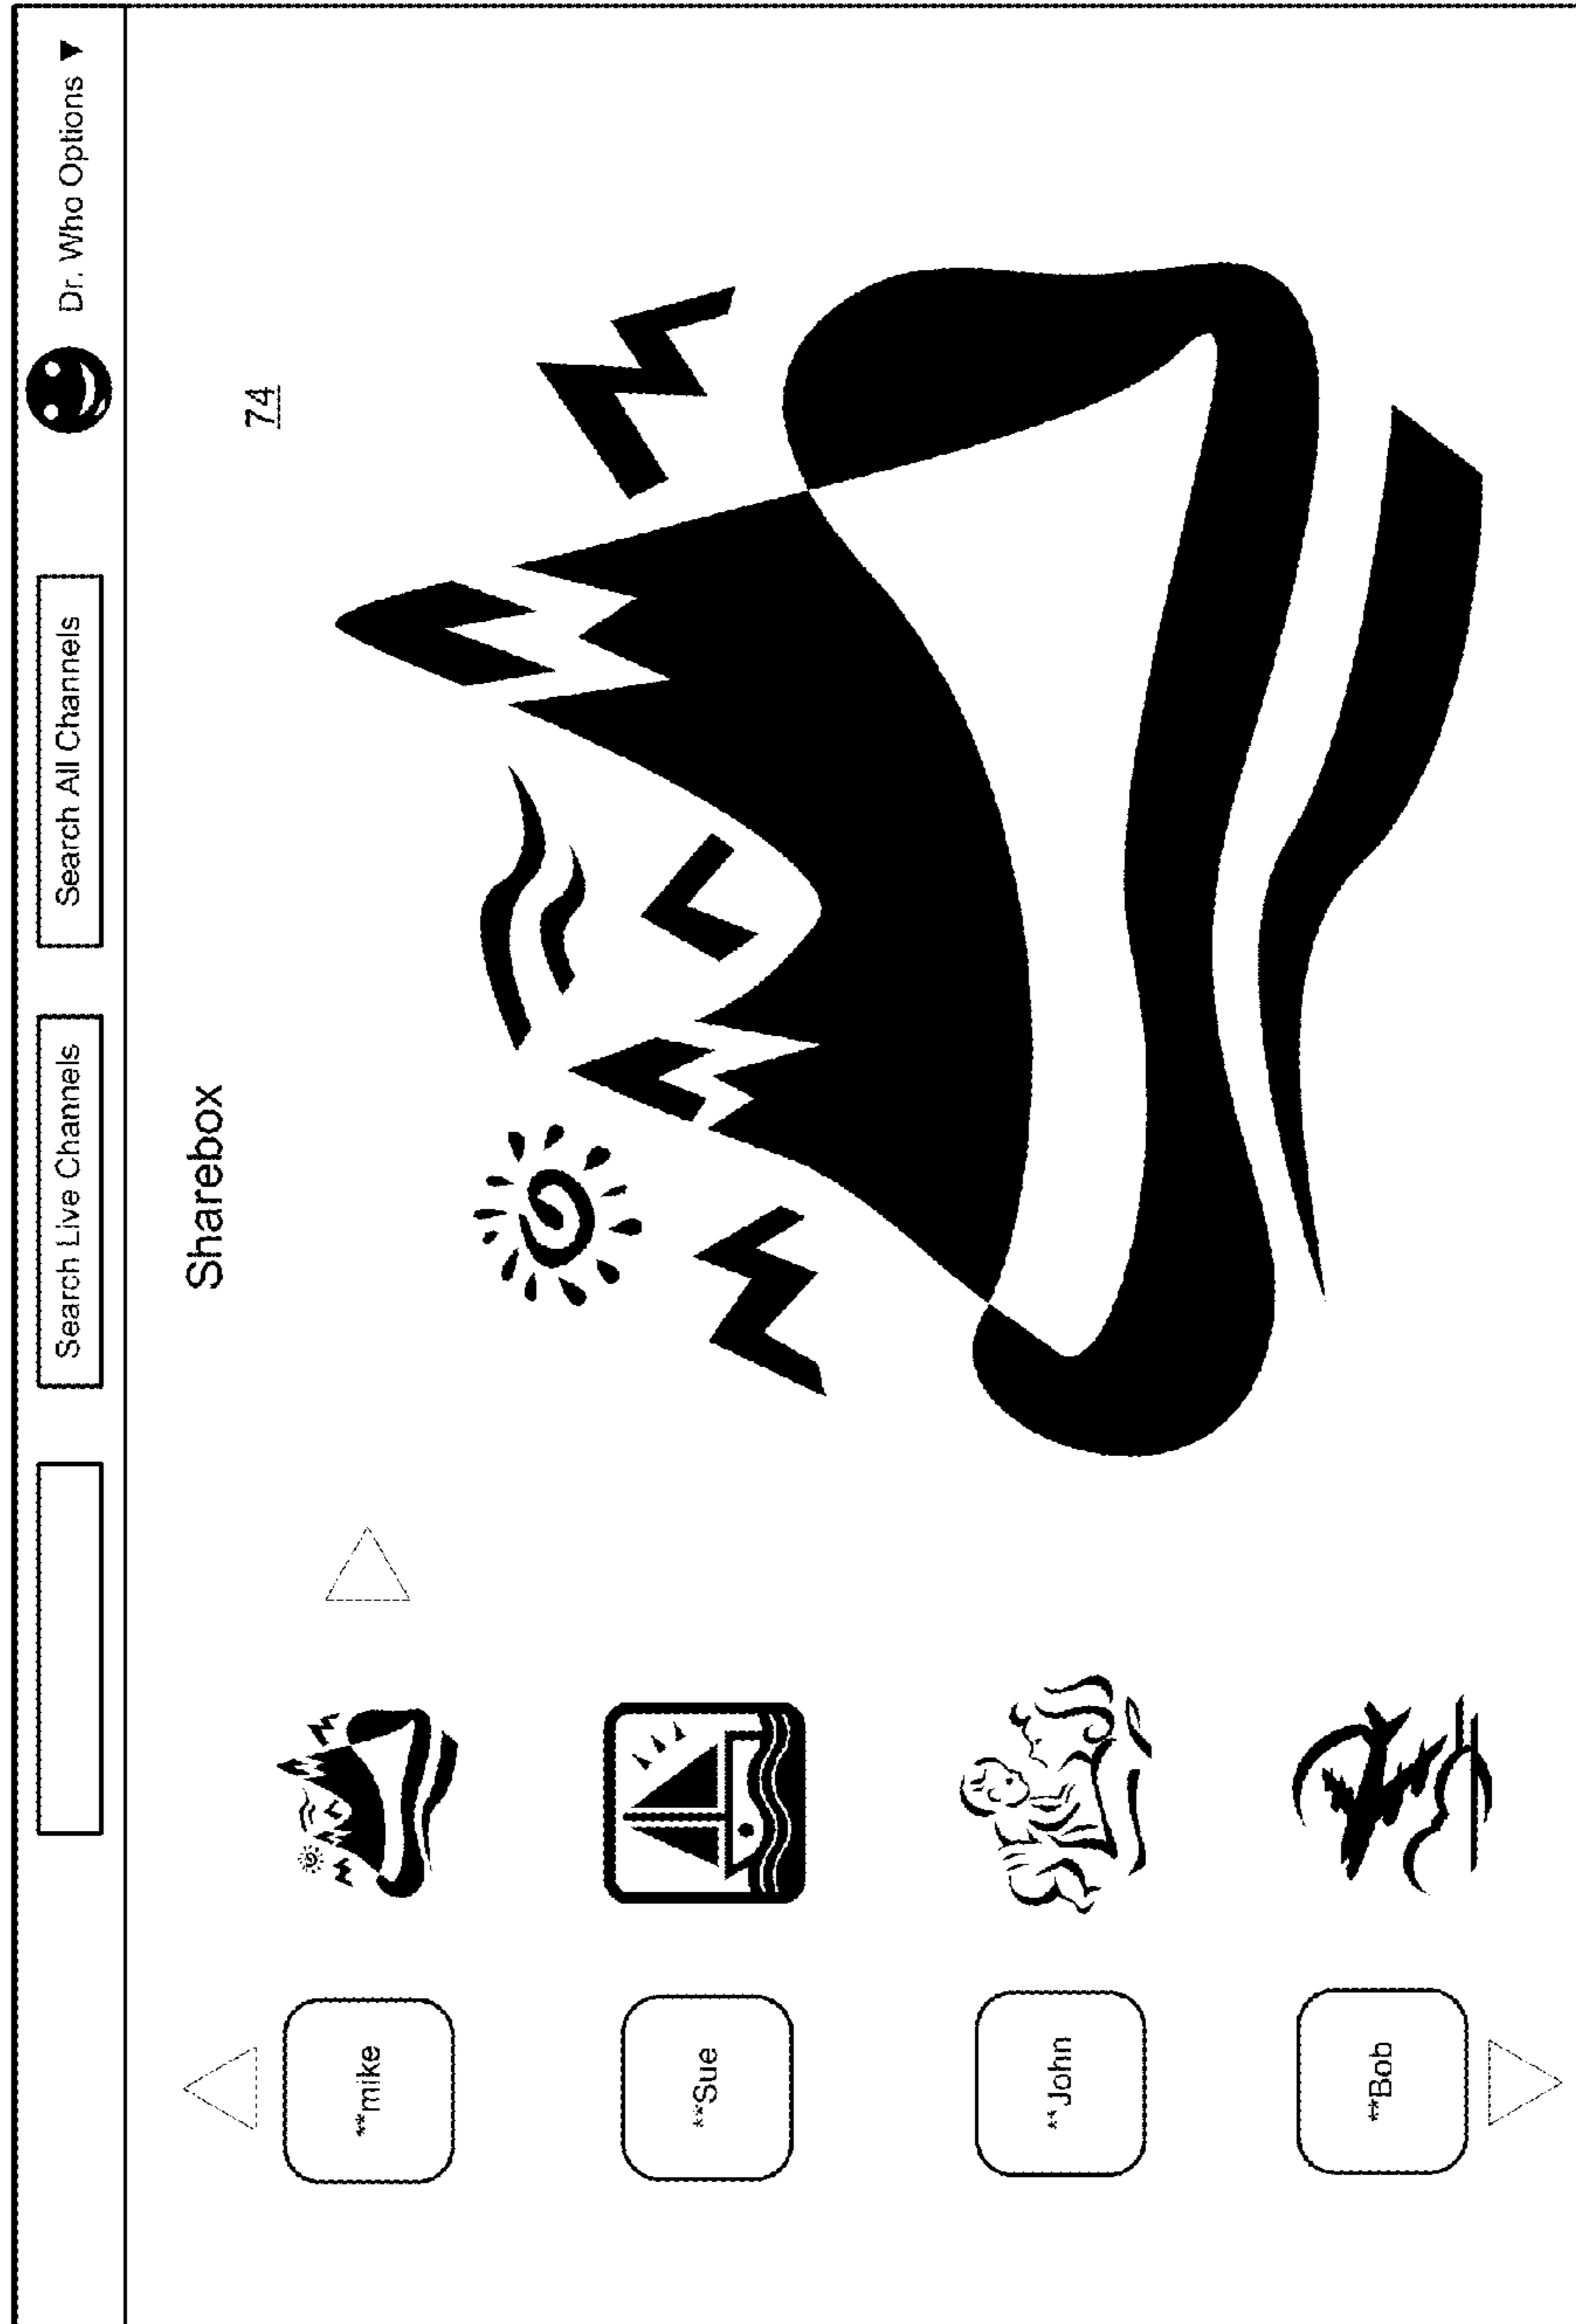 Search Live Channels
Search All Channels
Dr. Who Options ▼
Sharebox
74
**mike
**Sue
**John
**Bob